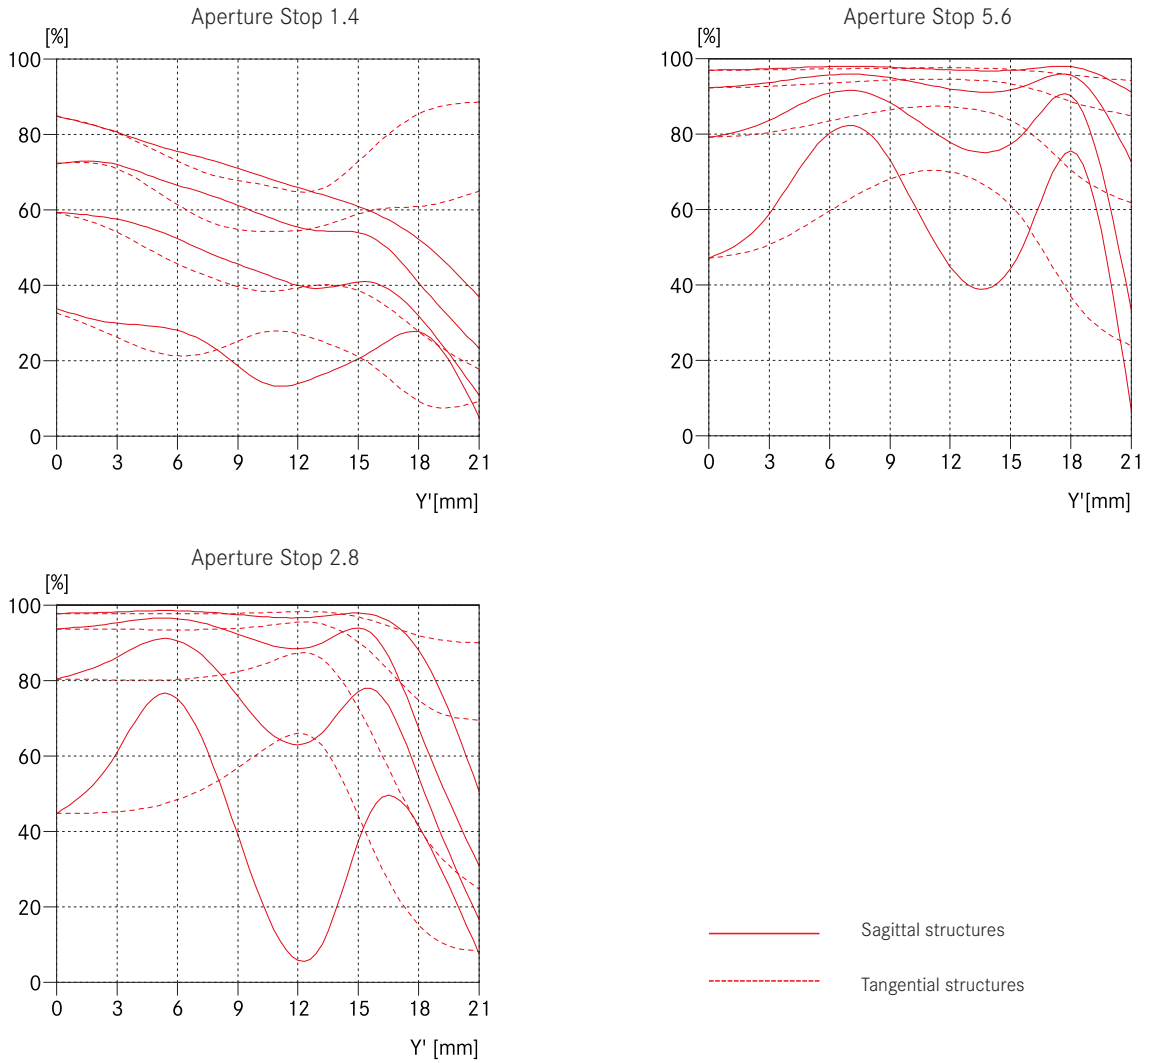 Aperture Stop 1.4
[%]
100
80
60
40
20
0
0 3 6 9 12 15 18 21
Y'[mm]
Aperture Stop 5.6
[%]
100
80
60
40
20
0
0 3 6 9 12 15 18 21
Y'[mm]
Aperture Stop 2.8
[%]
100
80
60
40
20
0
0 3 6 9 12 15 18 21
Y' [mm]
Sagittal structures
Tangential structures